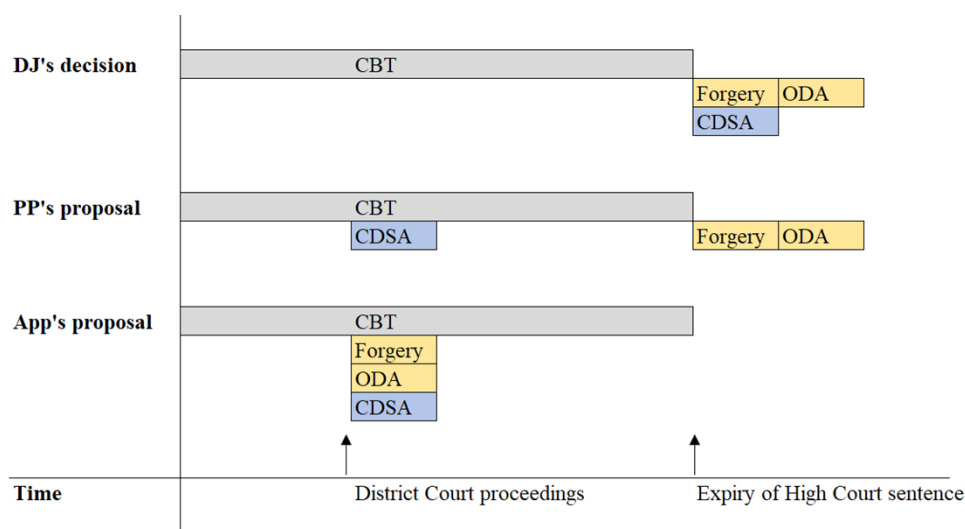 DJ's decision
CBT
Forgery ODA
CDSA
PP's proposal
CBT
CDSA
Forgery ODA
App's proposal
CBT
Forgery
ODA
CDSA
Time
District Court proceedings
Expiry of High Court sentence